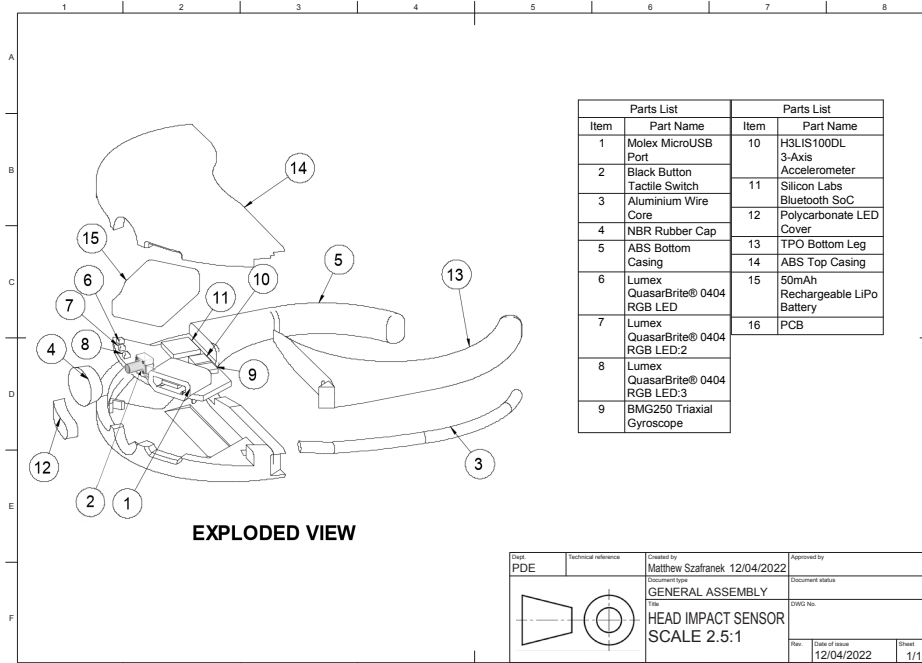 1 2 3 4 5 6 7 8
A
B
C
D
E
F
14
15
5
13
6
7
11
10
8
4
9
12
3
2
1
EXPLODED VIEW
Parts List
Item Part Name
1 Molex MicroUSB
Port
2 Black Button
Tactile Switch
3 Aluminium Wire
Core
4 NBR Rubber Cap
5 ABS Bottom
Casing
6 Lumex
QuasarBrite® 0404
RGB LED
7 Lumex
QuasarBrite® 0404
RGB LED:2
8 Lumex
QuasarBrite® 0404
RGB LED:3
9 BMG250 Triaxial
Gyroscope
Parts List
Item Part Name
10 H3LIS100DL
3-Axis
Accelerometer
11 Silicon Labs
Bluetooth SoC
12 Polycarbonate LED
Cover
13 TPO Bottom Leg
14 ABS Top Casing
15 50mAh
Rechargeable LiPo
Battery
16 PCB
Dept. Technical reference Created by Approved by
PDE Matthew Szafranek 12/04/2022
Document type Document status
GENERAL ASSEMBLY
Title DWG No.
HEAD IMPACT SENSOR
SCALE 2.5:1
Rev. Date of issue Sheet
12/04/2022 1/1